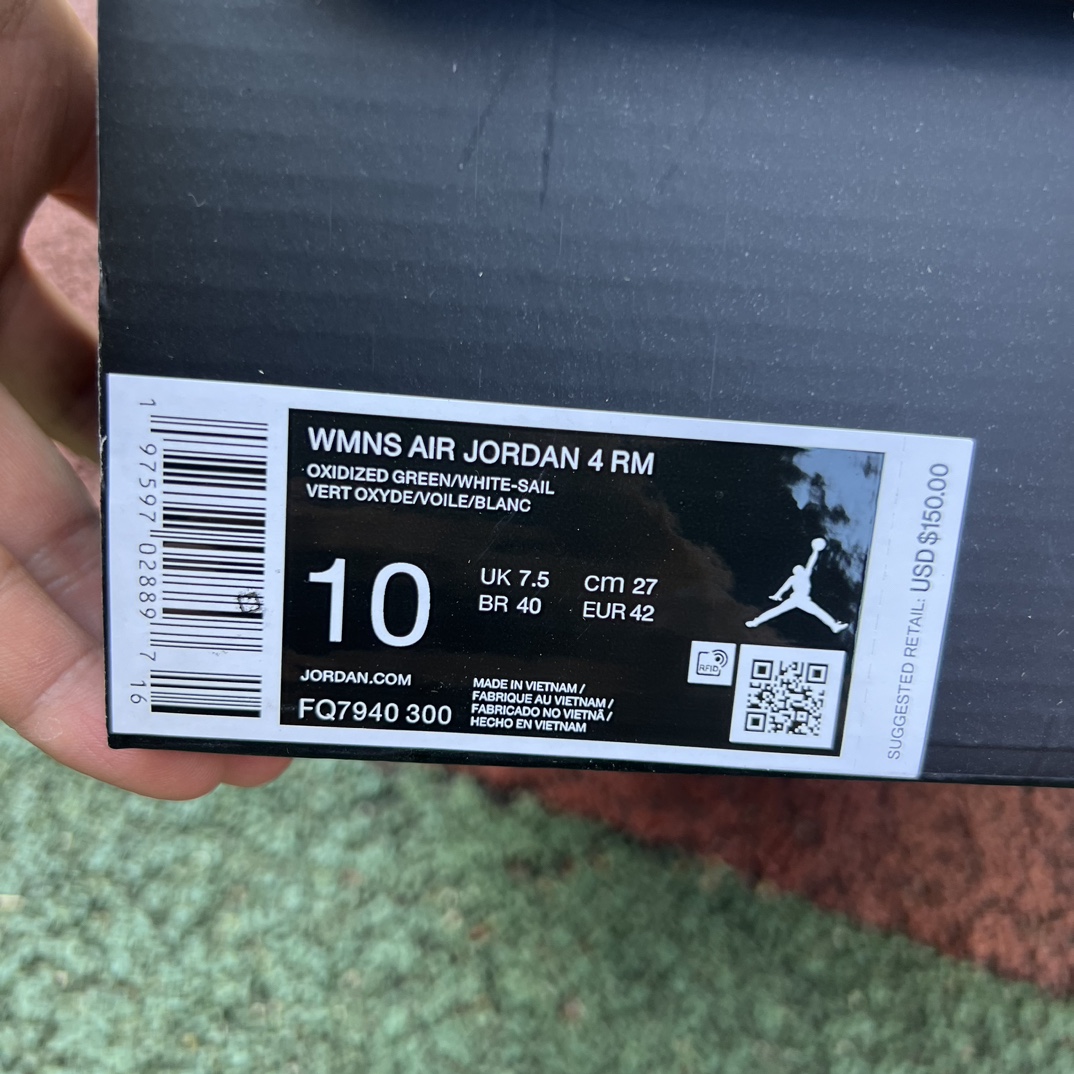 WMNS AIR JORDAN 4 RM
OXIDIZED GREEN/WHITE-SAIL
VERT OXYDE/VOILE/BLANC
10
UK 7.5 cm 27
BR 40 EUR 42
JORDAN.COM
FQ7940 300
MADE IN VIETNAM /
FABRIQUE AU VIETNAM /
FABRICADO NO VIETNÃ /
HECHO EN VIETNAM
RFID
1 97597 02889 7 16
SUGGESTED RETAIL: USD $150.00